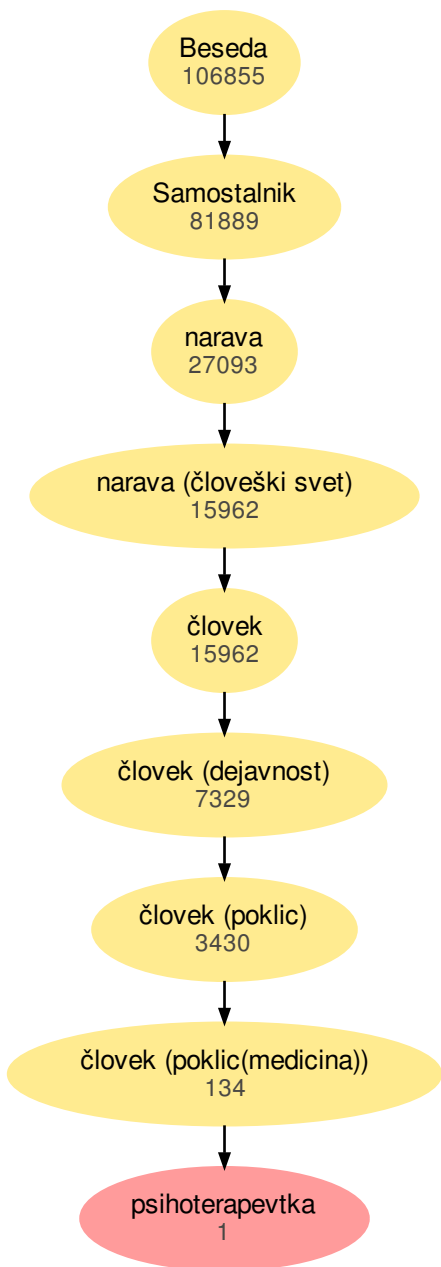 Beseda
106855
Samostalnik
81889
narava
27093
narava (človeški svet)
15962
človek
15962
človek (dejavnost)
7329
človek (poklic)
3430
človek (poklic(medicina))
134
psihoterapevtka
1